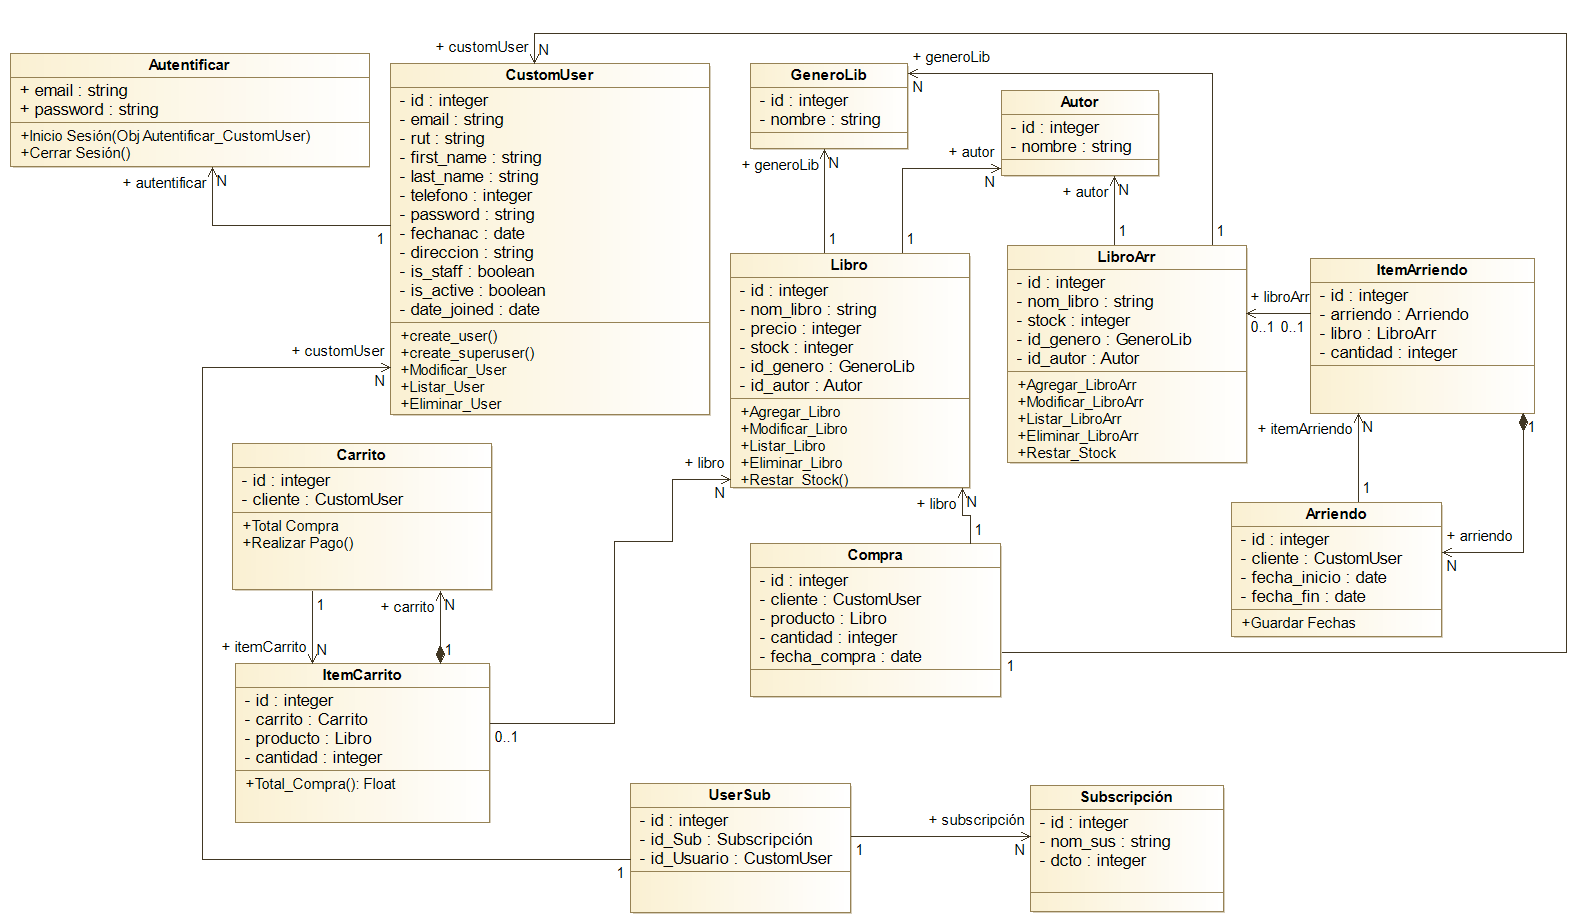 Autentificar
+ email : string
+ password : string
+Inicio Sesión(Obj Autentificar_CustomUser)
+Cerrar Sesión()
+ autentificar
N
1
+ customUser
N
CustomUser
- id : integer
- email : string
- rut : string
- first_name : string
- last_name : string
- telefono : integer
- password : string
- fechanac : date
- direccion : string
- is_staff : boolean
- is_active : boolean
- date_joined : date
+create_user()
+create_superuser()
+Modificar_User
+Listar_User
+Eliminar_User
+ customUser
N
GeneroLib
- id : integer
- nombre : string
+ generoLib
N
+ generoLib
N
Autor
- id : integer
- nombre : string
+ autor
N
+ autor
N
1
1
1
1
Libro
- id : integer
- nom_libro : string
- precio : integer
- stock : integer
- id_genero : GeneroLib
- id_autor : Autor
+Agregar_Libro
+Modificar_Libro
+Listar_Libro
+Eliminar_Libro
+Restar_Stock()
LibroArr
- id : integer
- nom_libro : string
- stock : integer
- id_genero : GeneroLib
- id_autor : Autor
+Agregar_LibroArr
+Modificar_LibroArr
+Listar_LibroArr
+Eliminar_LibroArr
+Restar_Stock
+ libroArr
0..1 0..1
ItemArriendo
- id : integer
- arriendo : Arriendo
- libro : LibroArr
- cantidad : integer
+ itemArriendo
N
1
1
+ arriendo
N
Arriendo
- id : integer
- cliente : CustomUser
- fecha_inicio : date
- fecha_fin : date
+Guardar Fechas
Carrito
- id : integer
- cliente : CustomUser
+Total Compra
+Realizar Pago()
1
+ carrito
N
+ itemCarrito
N
1
ItemCarrito
- id : integer
- carrito : Carrito
- producto : Libro
- cantidad : integer
+Total_Compra(): Float
0..1
+ libro
N
+ libro
N
1
Compra
- id : integer
- cliente : CustomUser
- producto : Libro
- cantidad : integer
- fecha_compra : date
1
UserSub
- id : integer
- id_Sub : Subscripción
- id_Usuario : CustomUser
1
1
+ subscripción
N
Subscripción
- id : integer
- nom_sus : string
- dcto : integer